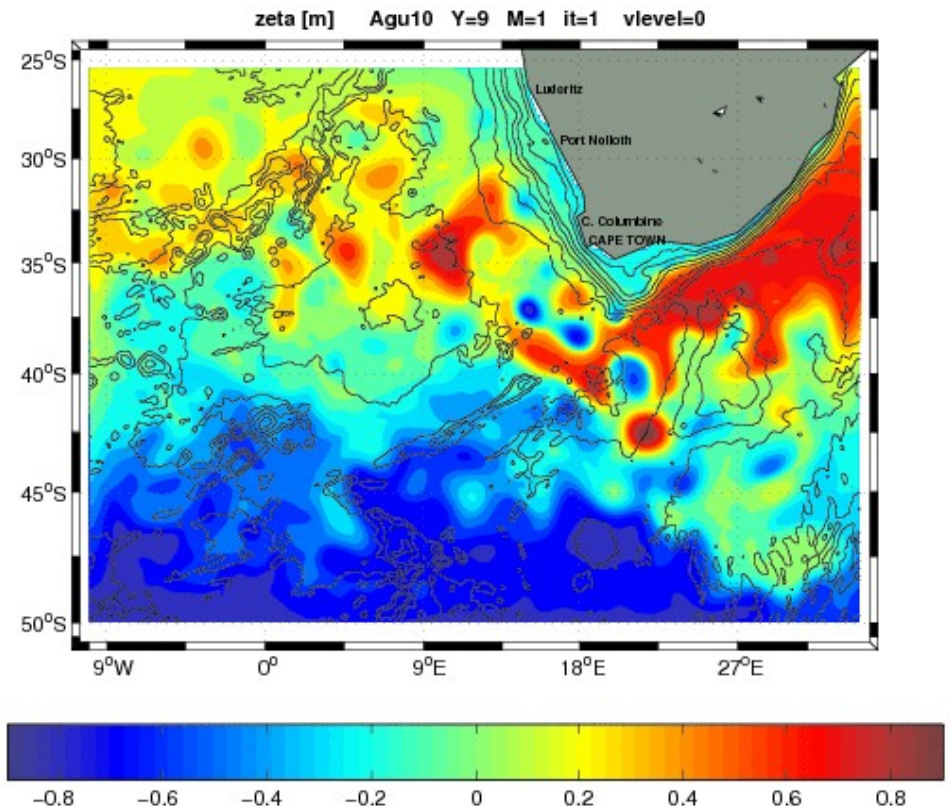 zeta [m] Agu10 Y=9 M=1 it=1 vlevel=0
25°S
Luderitz
Port Nolloth
30°S
C. Columbine
CAPE TOWN
35°S
40°S
45°S
50°S
9°W 0° 9°E 18°E 27°E
−0.8 −0.6 −0.4 −0.2 0 0.2 0.4 0.6 0.8